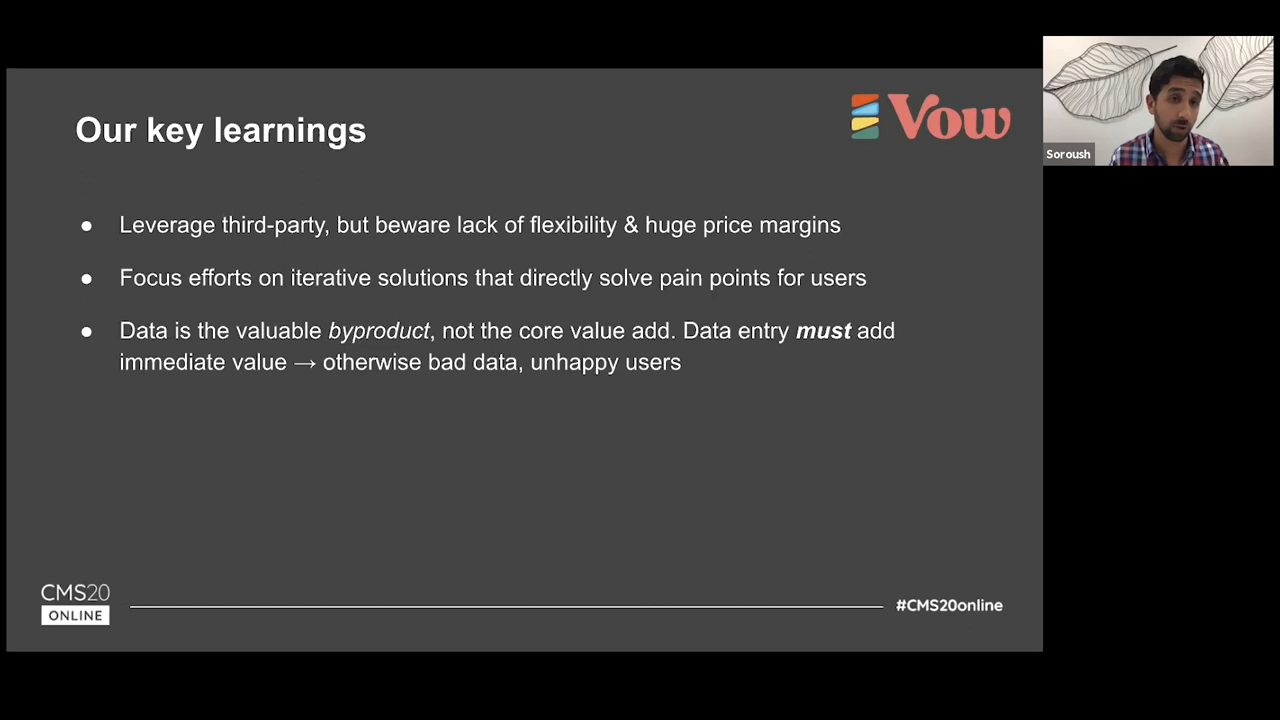 Our key learnings
Vow
Soroush
● Leverage third-party, but beware lack of flexibility & huge price margins
● Focus efforts on iterative solutions that directly solve pain points for users
● Data is the valuable byproduct, not the core value add. Data entry must add
immediate value → otherwise bad data, unhappy users
CMS20
ONLINE
#CMS20online